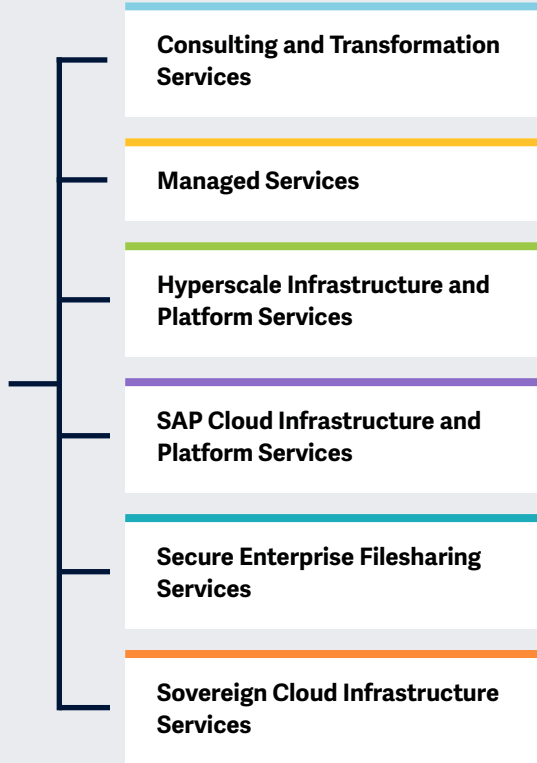 Consulting and Transformation
Services
Managed Services
Hyperscale Infrastructure and
Platform Services
SAP Cloud Infrastructure and
Platform Services
Secure Enterprise Filesharing
Services
Sovereign Cloud Infrastructure
Services